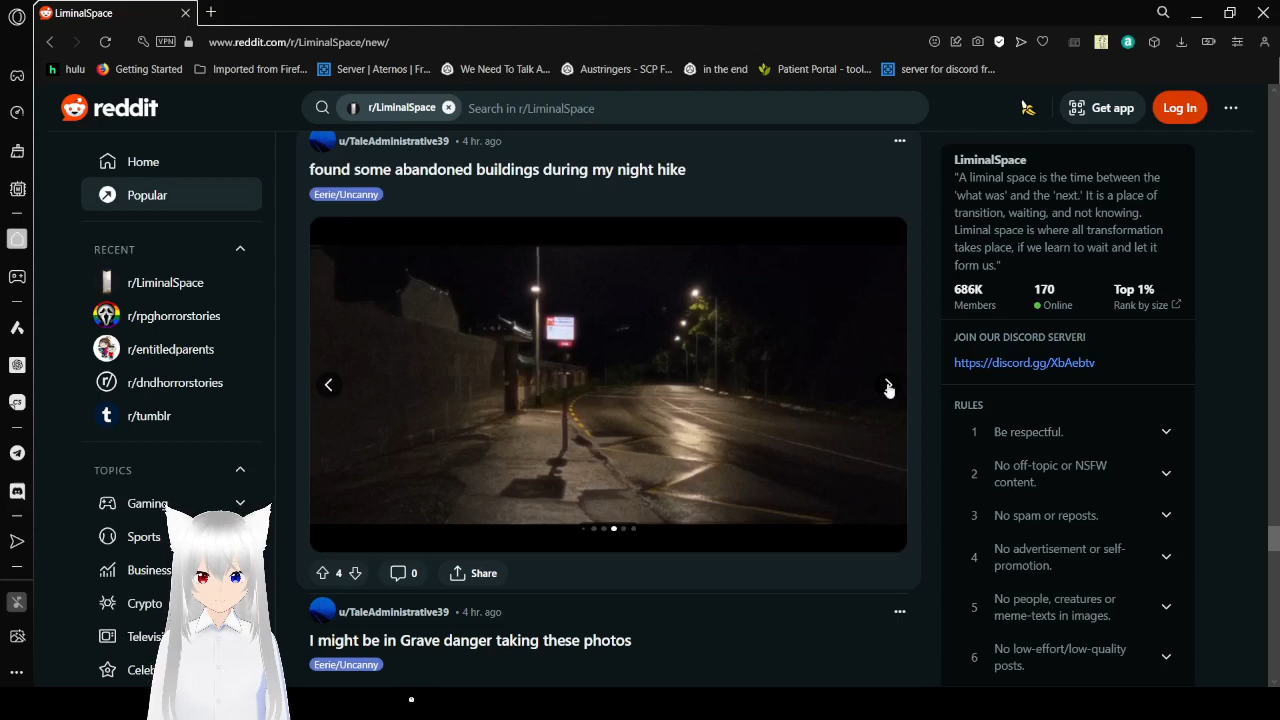 LiminalSpace
www.reddit.com/r/LiminalSpace/new/
VPN
hulu
Getting Started
Imported from Firef...
Server | Aternos | Fr...
We Need To Talk A...
Austringers - SCP F...
in the end
Patient Portal - tool...
server for discord fr...
reddit
r/LiminalSpace
Search in r/LiminalSpace
Get app
Log In
Home
Popular
RECENT
r/LiminalSpace
r/rpghorrorstories
r/entitledparents
r/dndhorrorstories
r/tumblr
TOPICS
Gaming
Sports
Business
Crypto
Televisi
Celeb
u/TaleAdministrative39 • 4 hr. ago
found some abandoned buildings during my night hike
Eerie/Uncanny
4
0
Share
u/TaleAdministrative39 • 4 hr. ago
I might be in Grave danger taking these photos
Eerie/Uncanny
LiminalSpace
"A liminal space is the time between the
'what was' and the 'next.' It is a place of
transition, waiting, and not knowing.
Liminal space is where all transformation
takes place, if we learn to wait and let it
form us."
686K 170 Top 1%
Members Online Rank by size
JOIN OUR DISCORD SERVER!
https://discord.gg/XbAebtv
RULES
1 Be respectful.
2 No off-topic or NSFW
content.
3 No spam or reposts.
4 No advertisement or self-
promotion.
5 No people, creatures or
meme-texts in images.
6 No low-effort/low-quality
posts.